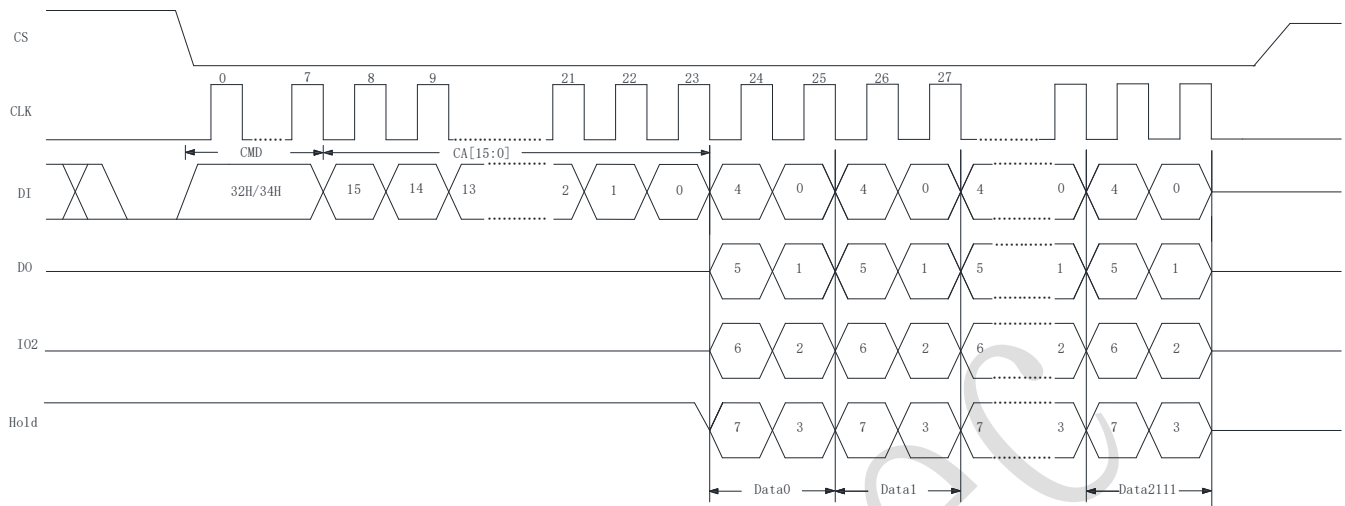 CS
0 7 8 9 21 22 23 24 25 26 27
CLK
CMD CA[15:0]
DI 32H/34H 15 14 13 2 1 0 4 0 4 0 4 0 4 0
DO 5 1 5 1 5 1 5 1
IO2 6 2 6 2 6 2 6 2
Hold 7 3 7 3 7 3 7 3
Data0 Data1 Data2111